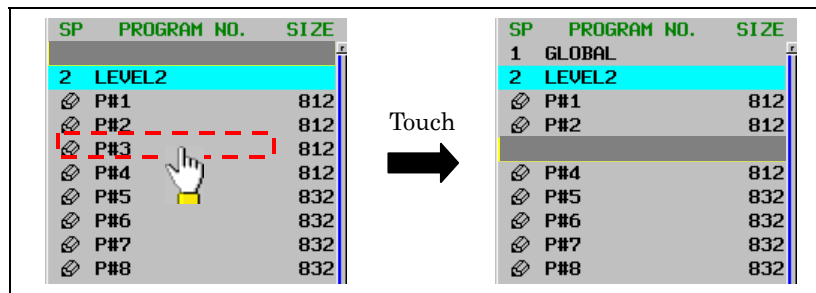 SP PROGRAM NO. SIZE
2 LEVEL2
P#1 812
P#2 812
P#3 812
P#4 812
P#5 832
P#6 832
P#7 832
P#8 832
Touch
SP PROGRAM NO. SIZE
1 GLOBAL
2 LEVEL2
P#1 812
P#2 812
P#4 812
P#5 832
P#6 832
P#7 832
P#8 832